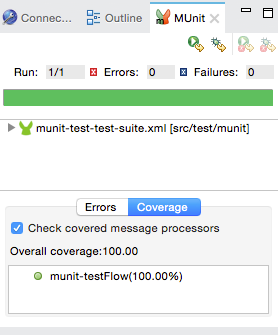 Connec...
Outline
MUnit
Run: 1/1 Errors: 0 Failures: 0
munit-test-test-suite.xml [src/test/munit]
Errors
Coverage
Check covered message processors
Overall coverage:100.00
munit-testFlow(100.00%)